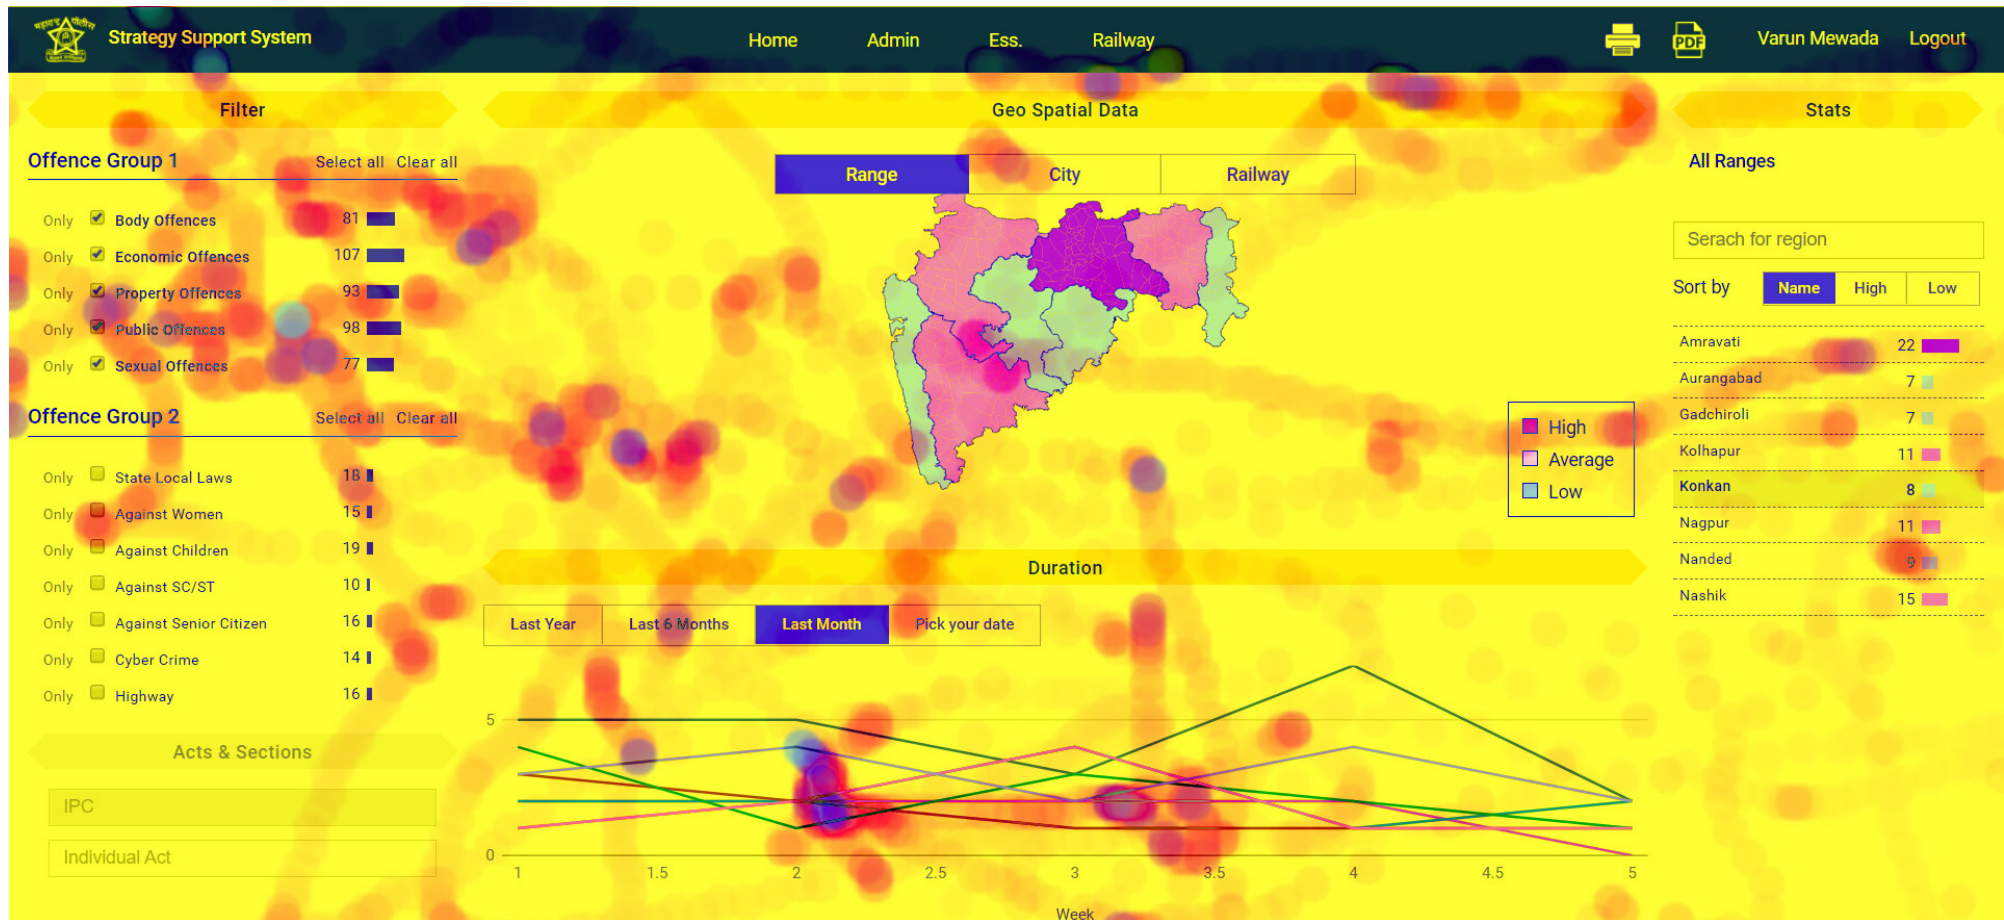 महाराष्ट्र पोलीस
Strategy Support System
Home Admin Ess. Railway
PDF
Varun Mewada Logout
Filter
Offence Group 1 Select all Clear all
Only Body Offences 81
Only Economic Offences 107
Only Property Offences 93
Only Public Offences 98
Only Sexual Offences 77
Offence Group 2 Select all Clear all
Only State Local Laws 18
Only Against Women 15
Only Against Children 19
Only Against SC/ST 10
Only Against Senior Citizen 16
Only Cyber Crime 14
Only Highway 16
Acts & Sections
IPC
Individual Act
Geo Spatial Data
Range City Railway
High
Average
Low
Duration
Last Year Last 6 Months Last Month Pick your date
5
0
1 1.5 2 2.5 3 3.5 4 4.5 5
Week
Stats
All Ranges
Serach for region
Sort by Name High Low
Amravati 22
Aurangabad 7
Gadchiroli 7
Kolhapur 11
Konkan 8
Nagpur 11
Nanded 9
Nashik 15